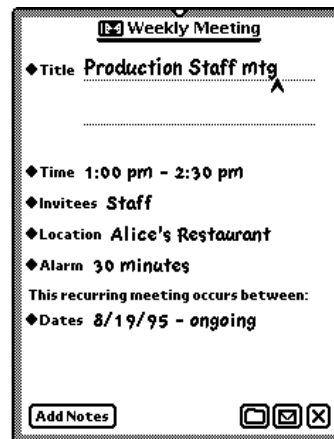 Weekly Meeting
◆Title Production Staff mtg
◆Time 1:00 pm - 2:30 pm
◆Invitees Staff
◆Location Alice's Restaurant
◆Alarm 30 minutes
This recurring meeting occurs between:
◆Dates 8/19/95 - ongoing
Add Notes